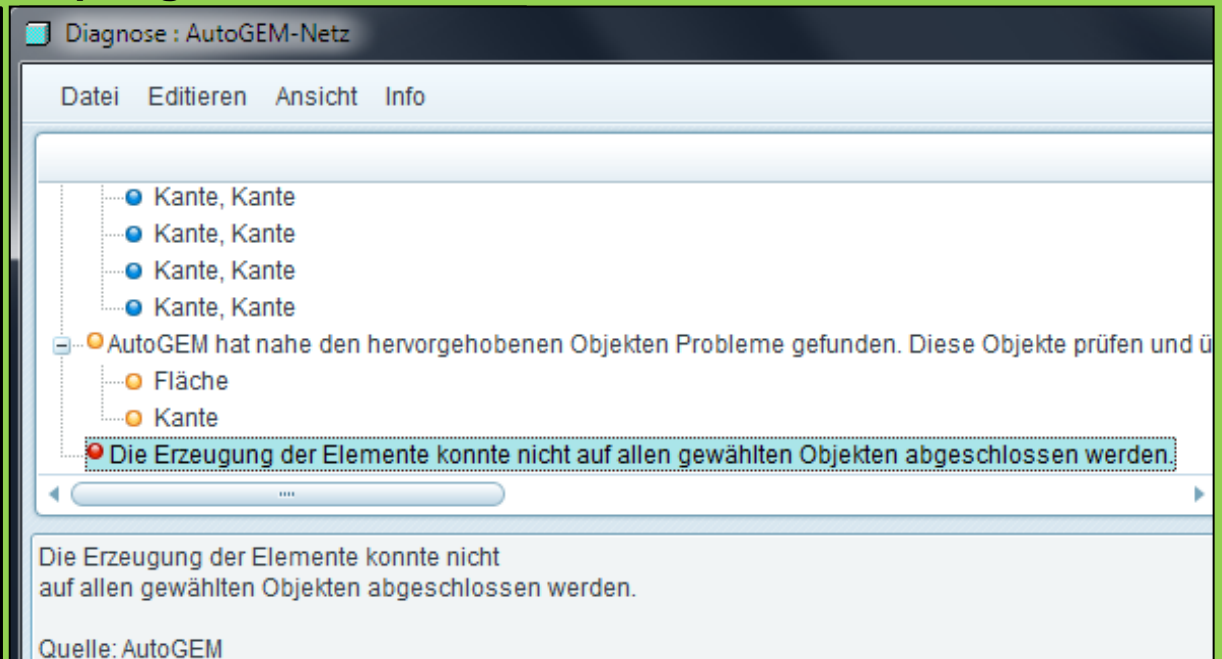 Diagnose : AutoGEM-Netz
Datei Editieren Ansicht Info
Kante, Kante
Kante, Kante
Kante, Kante
Kante, Kante
AutoGEM hat nahe den hervorgehobenen Objekten Probleme gefunden. Diese Objekte prüfen und ü
Fläche
Kante
Die Erzeugung der Elemente konnte nicht auf allen gewählten Objekten abgeschlossen werden.
Die Erzeugung der Elemente konnte nicht
auf allen gewählten Objekten abgeschlossen werden.
Quelle: AutoGEM